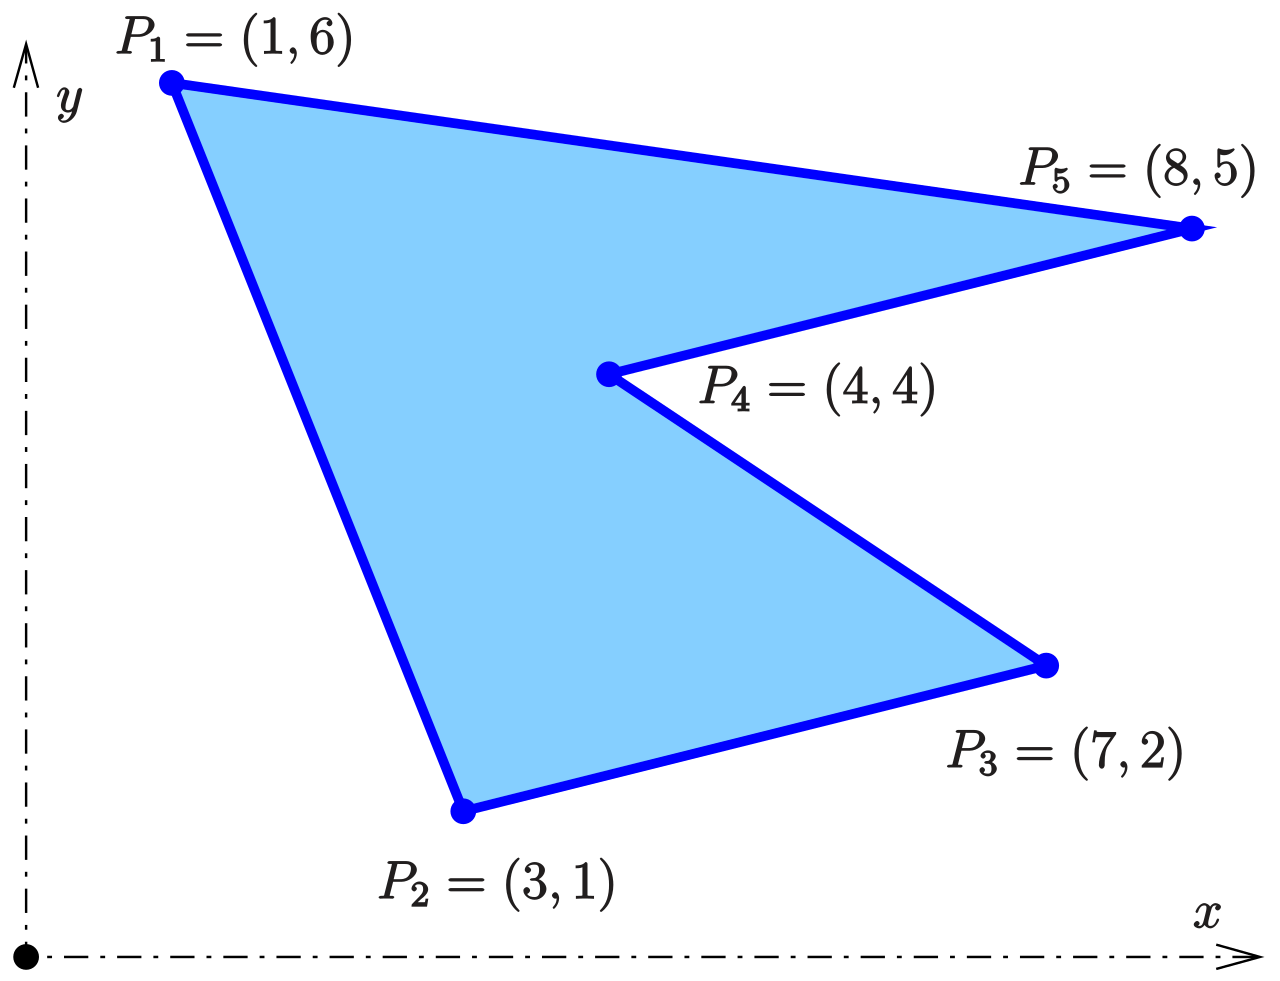 P₁ = (1, 6)
y
P₅ = (8, 5)
P₄ = (4, 4)
P₃ = (7, 2)
P₂ = (3, 1)
x